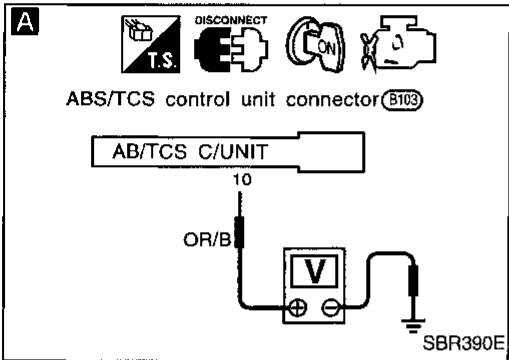 A
DISCONNECT
T.S.
ON
ABS/TCS control unit connector B103
AB/TCS C/UNIT
10
OR/B
V
+ -
SBR390E